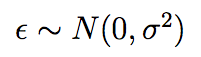 ϵ ∼ N(0, σ²)